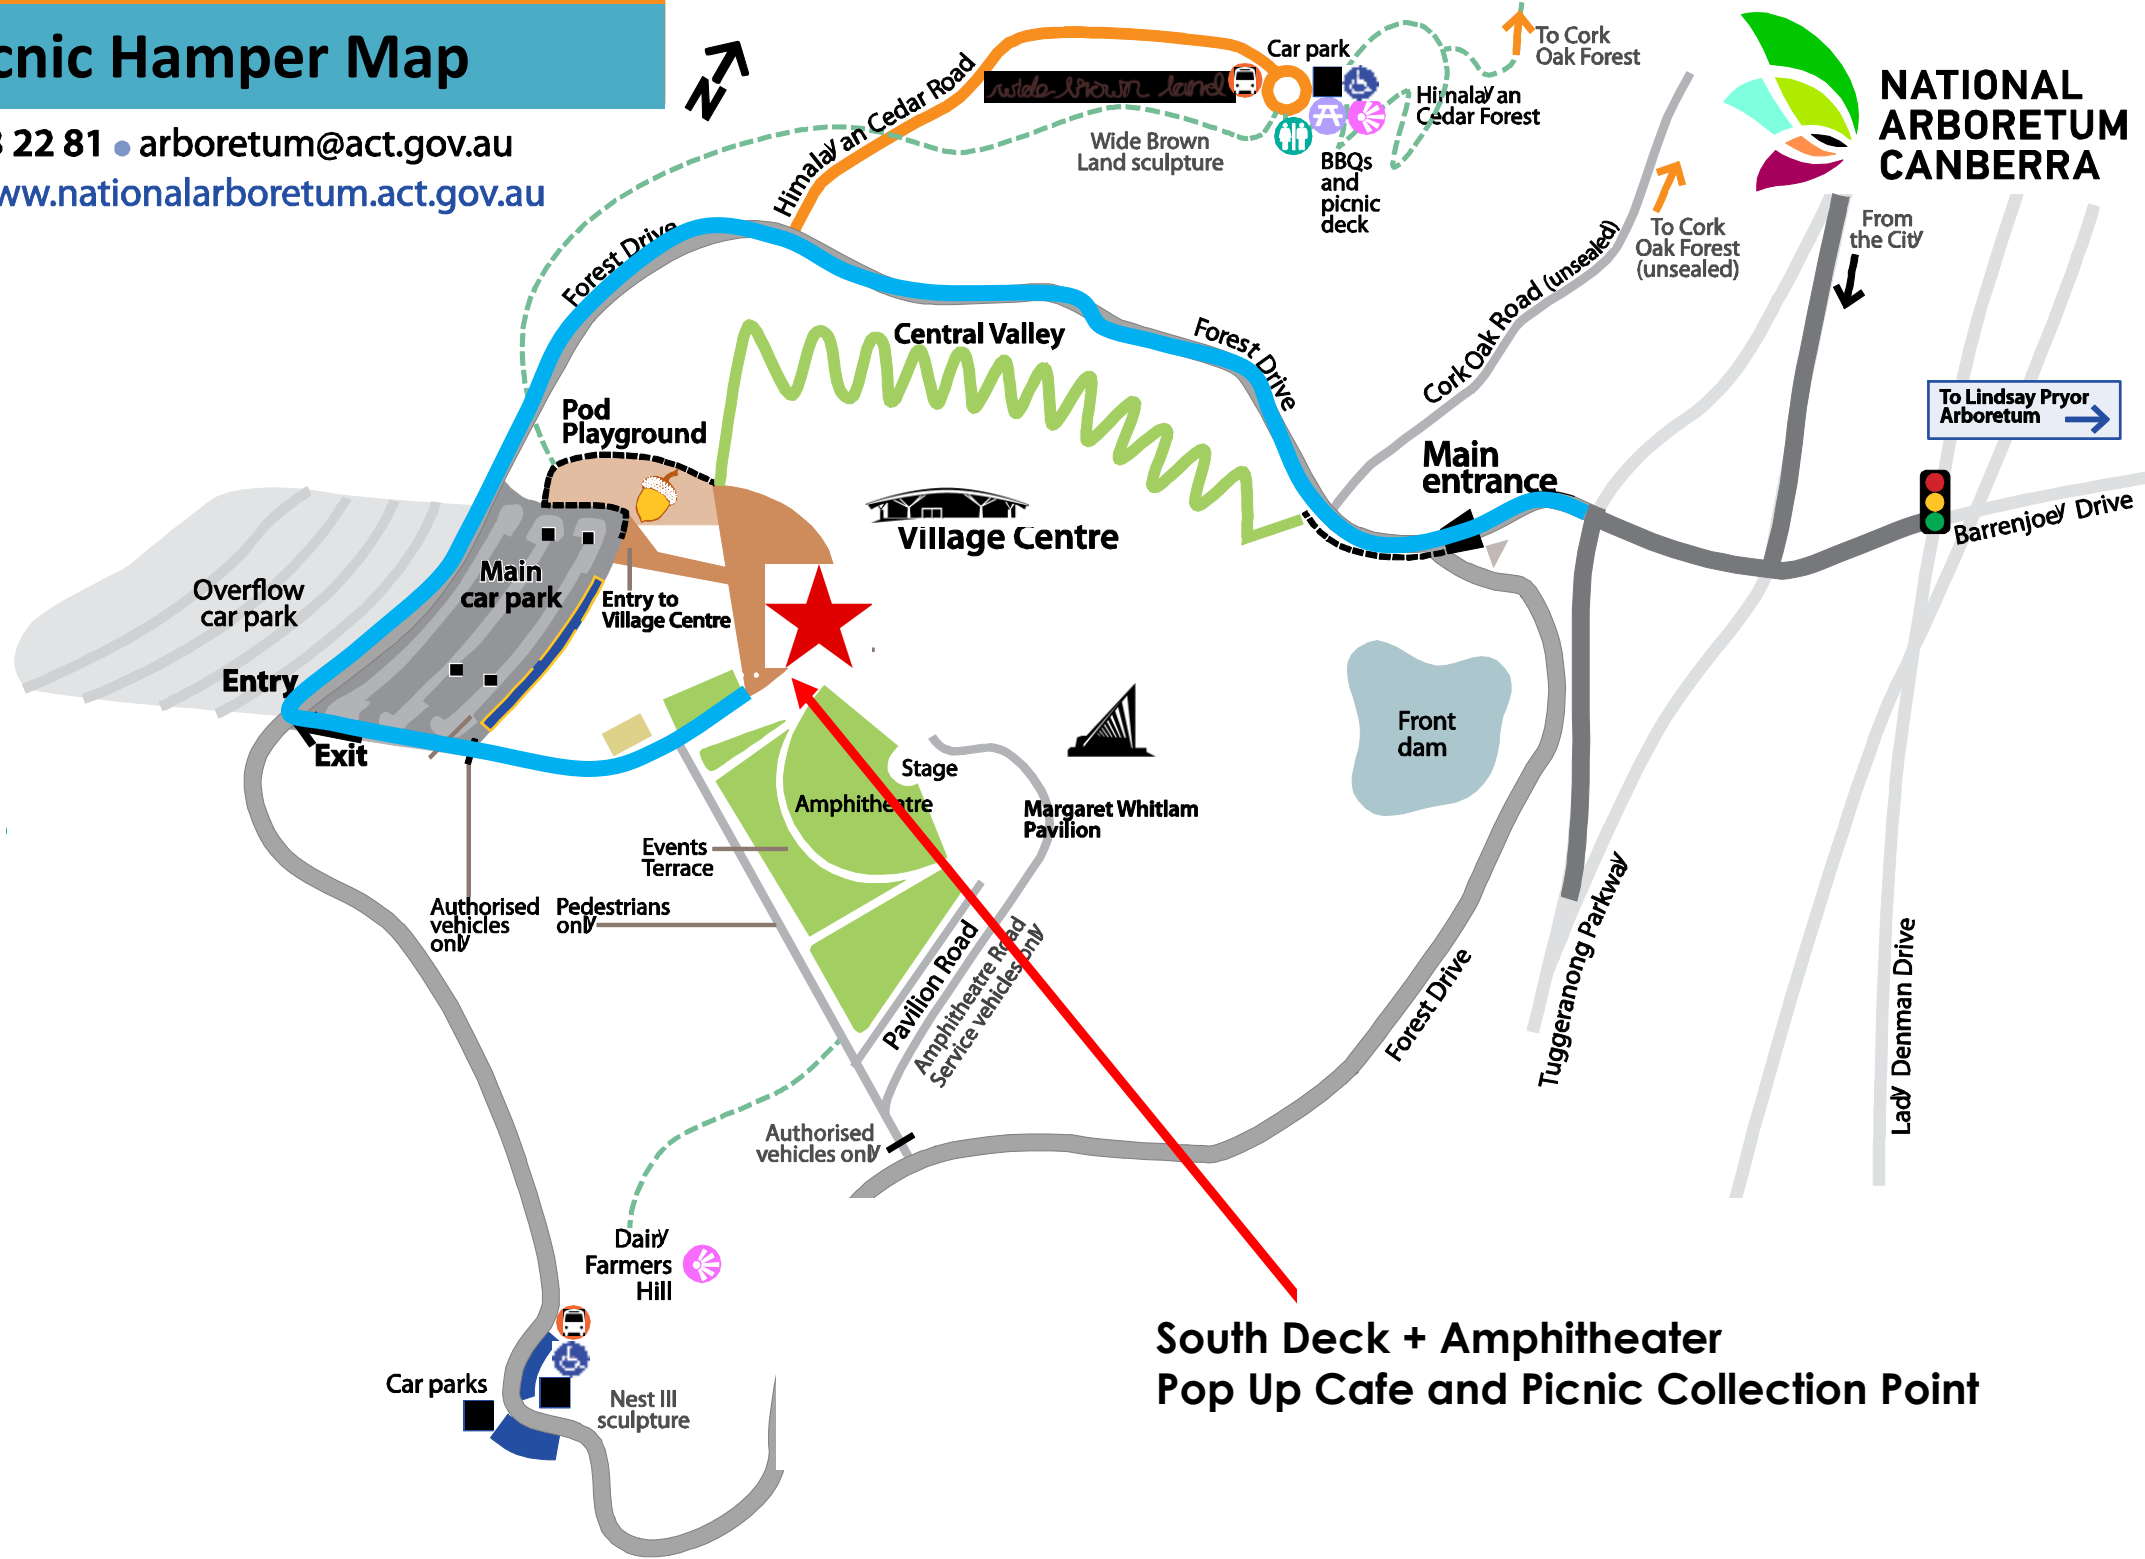 cnic Hamper Map
22 81 • arboretum@act.gov.au
ww.nationalarboretum.act.gov.au
N
Himalayan Cedar Road
wide brown land
Car park
To Cork
Oak Forest
Himalayan
Cedar Forest
Wide Brown
Land sculpture
BBQs
and
picnic
deck
NATIONAL
ARBORETUM
CANBERRA
From
the City
To Cork
Oak Forest
(unsealed)
Cork Oak Road (unsealed)
Forest Drive
Central Valley
Forest Drive
To Lindsay Pryor
Arboretum
Pod
Playground
Main
entrance
Village Centre
Barrenjoey Drive
Main
car park
Overflow
car park
Entry to
Village Centre
Entry
Exit
Front
dam
Stage
Amphitheatre
Margaret Whitlam
Pavilion
Events
Terrace
Authorised
vehicles
only
Pedestrians
only
Pavilion Road
Amphitheatre Road
Service vehicles only
Forest Drive
Tuggeranong Parkway
Lady Denman Drive
Authorised
vehicles only
Dairy
Farmers
Hill
Car parks
Nest III
sculpture
South Deck + Amphitheater
Pop Up Cafe and Picnic Collection Point